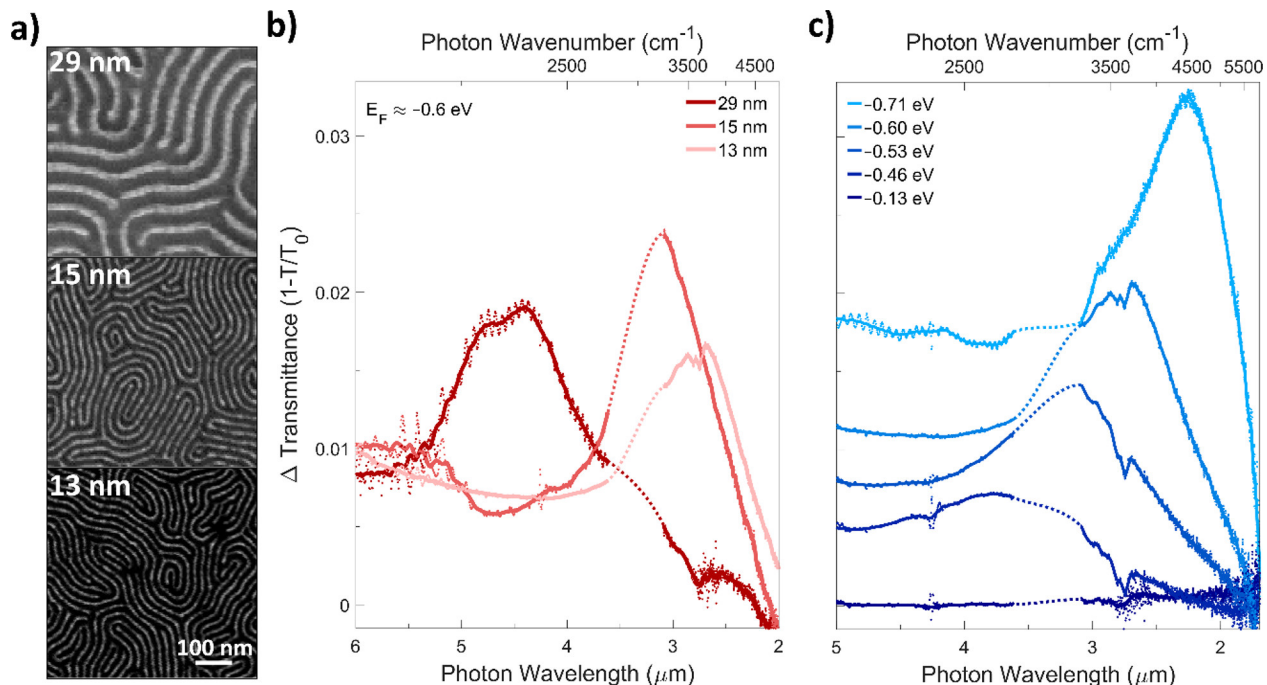 a)
29 nm
15 nm
13 nm
100 nm
b)
Photon Wavenumber (cm⁻¹)
2500 3500 4500
E_F ≈ −0.6 eV
29 nm
15 nm
13 nm
Δ Transmittance (1-T/T₀)
0.03
0.02
0.01
0
6 5 4 3 2
Photon Wavelength (μm)
c)
Photon Wavenumber (cm⁻¹)
2500 3500 4500 5500
−0.71 eV
−0.60 eV
−0.53 eV
−0.46 eV
−0.13 eV
5 4 3 2
Photon Wavelength (μm)